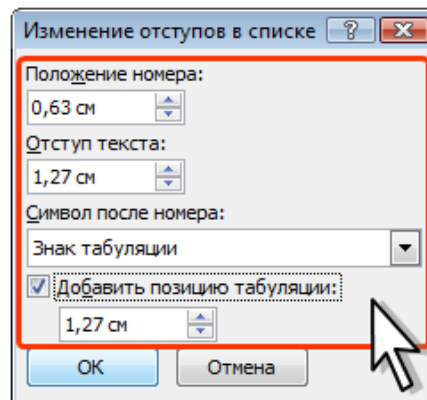 Изменение отступов в списке ?
Положение номера:
0,63 см
Отступ текста:
1,27 см
Символ после номера:
Знак табуляции
Добавить позицию табуляции:
1,27 см
ОК Отмена